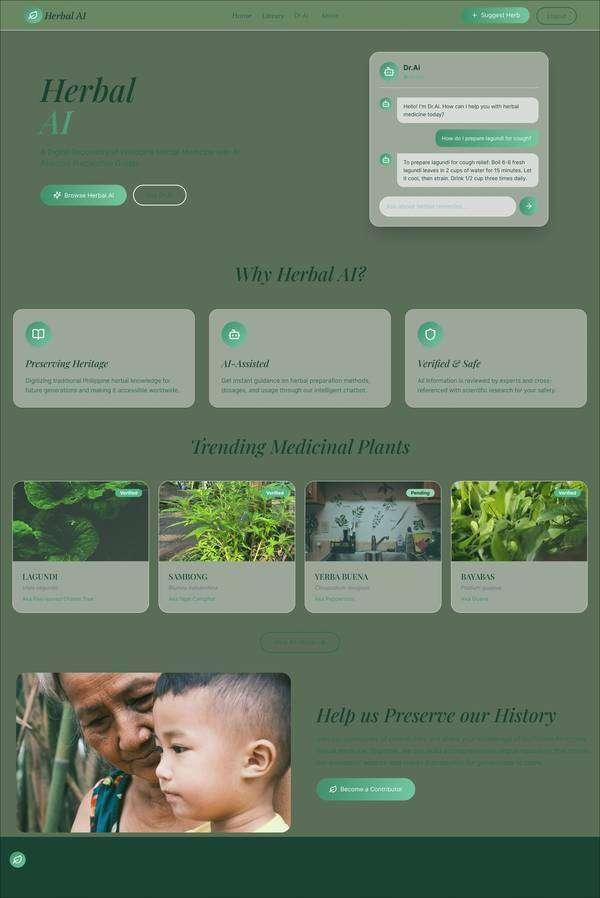 Herbal AI
Home
Library
Dr.AI
About
Suggest Herb
Logout
Herbal
AI
A Digital Repository of Philippine Herbal Medicine with AI-
Assisted Preparation Guides
Browse Herbal AI
Dr.Ai
Hello! I'm Dr.Ai. How can I help you with herbal
medicine today?
How do I prepare lagundi for cough?
To prepare lagundi for cough relief: Boil 6-8 fresh
lagundi leaves in 2 cups of water for 15 minutes. Let
it cool, then strain. Drink 1/2 cup three times daily.
Ask about herbal remedies...
Why Herbal AI?
Preserving Heritage
Digitizing traditional Philippine herbal knowledge for
future generations and making it accessible worldwide.
AI-Assisted
Get instant guidance on herbal preparation methods,
dosages, and usage through our intelligent chatbot.
Verified & Safe
All information is reviewed by experts and cross-
referenced with scientific research for your safety.
Trending Medicinal Plants
Verified
Verified
Pending
Verified
LAGUNDI
Vitex negundo
Aka Five-leaved Chaste Tree
SAMBONG
Blumea balsamifera
Aka Ngai Camphor
YERBA BUENA
Clinopodium douglasii
Aka Peppermint
BAYABAS
Psidium guajava
Aka Guava
Help us Preserve our History
Become a Contributor